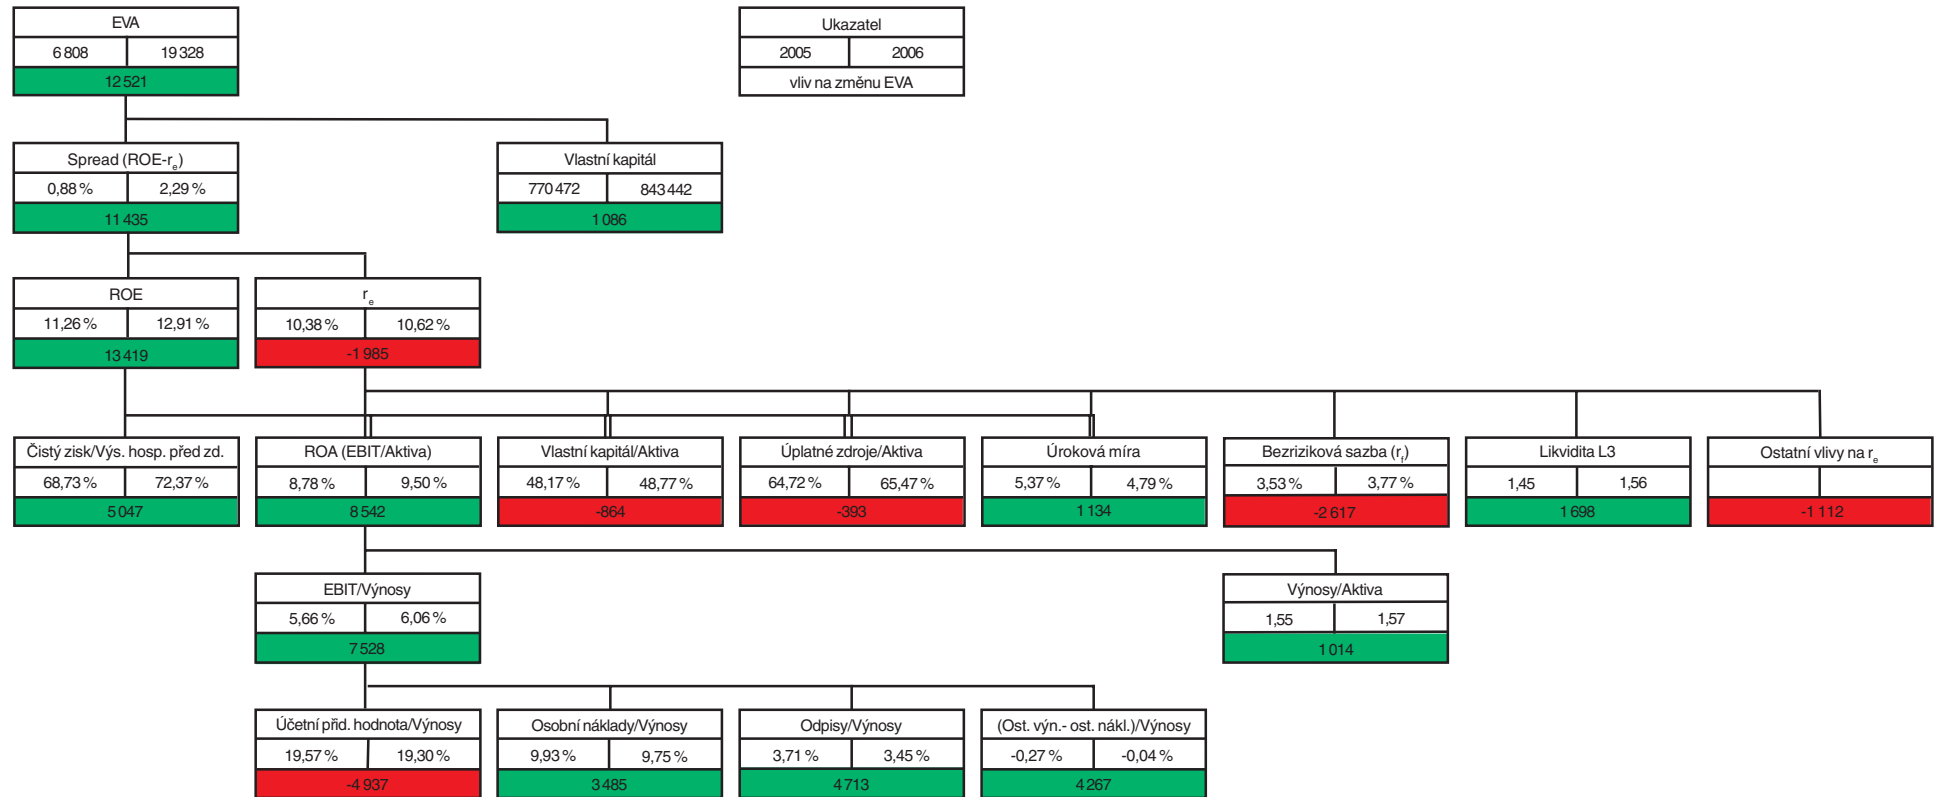 EVA
6 808 19 328
12 521
Ukazatel
2005 2006
vliv na změnu EVA
Spread (ROE-re)
0,88 % 2,29 %
11 435
Vlastní kapitál
770 472 843 442
1 086
ROE
11,26 % 12,91 %
13 419
re
10,38 % 10,62 %
-1 985
Čistý zisk/Výs. hosp. před zd.
68,73 % 72,37 %
5 047
ROA (EBIT/Aktiva)
8,78 % 9,50 %
8 542
Vlastní kapitál/Aktiva
48,17 % 48,77 %
-864
Úplatné zdroje/Aktiva
64,72 % 65,47 %
-393
Úroková míra
5,37 % 4,79 %
1 134
Bezriziková sazba (rf)
3,53 % 3,77 %
-2 617
Likvidita L3
1,45 1,56
1 698
Ostatní vlivy na re
-1 112
EBIT/Výnosy
5,66 % 6,06 %
7 528
Výnosy/Aktiva
1,55 1,57
1 014
Účetní přid. hodnota/Výnosy
19,57 % 19,30 %
-4 937
Osobní náklady/Výnosy
9,93 % 9,75 %
3 485
Odpisy/Výnosy
3,71 % 3,45 %
4 713
(Ost. výn.- ost. nákl.)/Výnosy
-0,27 % -0,04 %
4 267